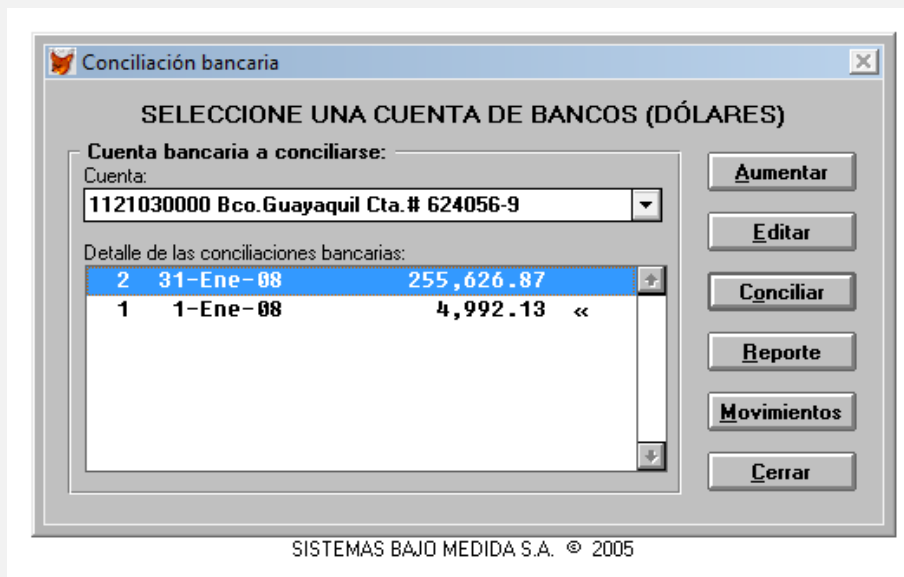 Conciliación bancaria
SELECCIONE UNA CUENTA DE BANCOS (DÓLARES)
Cuenta bancaria a conciliarse:
Cuenta:
1121030000 Bco.Guayaquil Cta.# 624056-9
Detalle de las conciliaciones bancarias:
2 31-Ene-08 255,626.87
1 1-Ene-08 4,992.13 «
Aumentar
Editar
Conciliar
Reporte
Movimientos
Cerrar
SISTEMAS BAJO MEDIDA S.A. © 2005